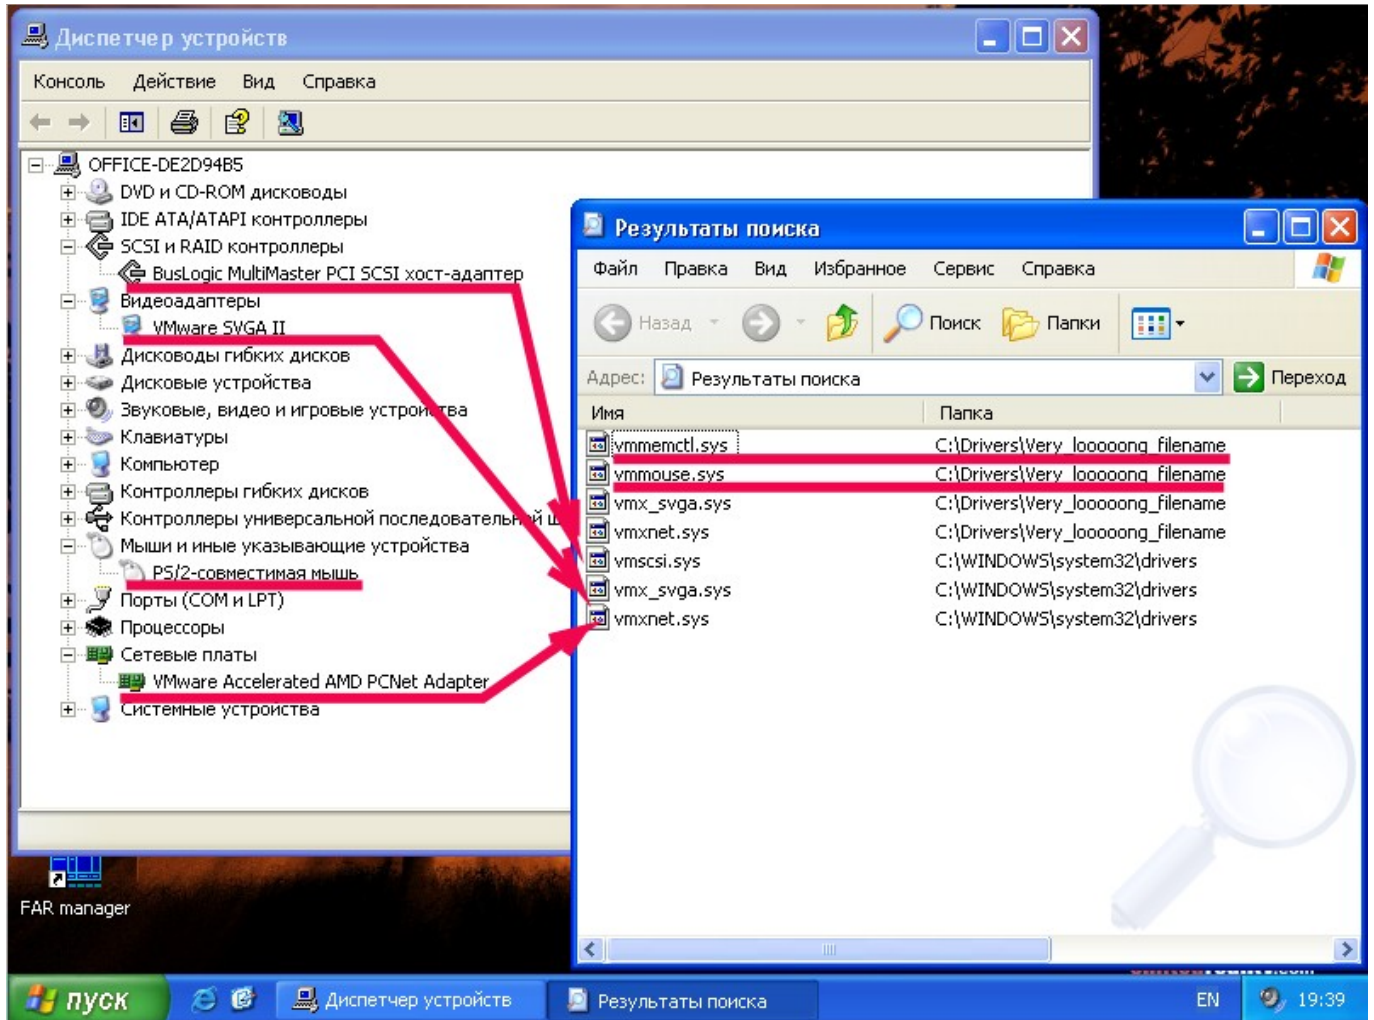 Диспетчер устройств
Консоль Действие Вид Справка
OFFICE-DE2D94B5
DVD и CD-ROM дисководы
IDE ATA/ATAPI контроллеры
SCSI и RAID контроллеры
BusLogic MultiMaster PCI SCSI хост-адаптер
Видеоадаптеры
VMware SVGA II
Дисководы гибких дисков
Дисковые устройства
Звуковые, видео и игровые устройства
Клавиатуры
Компьютер
Контроллеры гибких дисков
Контроллеры универсальной последовательной
Мыши и иные указывающие устройства
PS/2-совместимая мышь
Порты (COM и LPT)
Процессоры
Сетевые платы
VMware Accelerated AMD PCNet Adapter
Системные устройства
Результаты поиска
Файл Правка Вид Избранное Сервис Справка
Назад Поиск Папки
Адрес: Результаты поиска Переход
Имя Папка
vmmemctl.sys C:\Drivers\Very_looooong_filename
vmmouse.sys C:\Drivers\Very_looooong_filename
vmx_svga.sys C:\Drivers\Very_looooong_filename
vmxnet.sys C:\Drivers\Very_looooong_filename
vmscsi.sys C:\WINDOWS\system32\drivers
vmx_svga.sys C:\WINDOWS\system32\drivers
vmxnet.sys C:\WINDOWS\system32\drivers
FAR manager
пуск Диспетчер устройств Результаты поиска EN 19:39